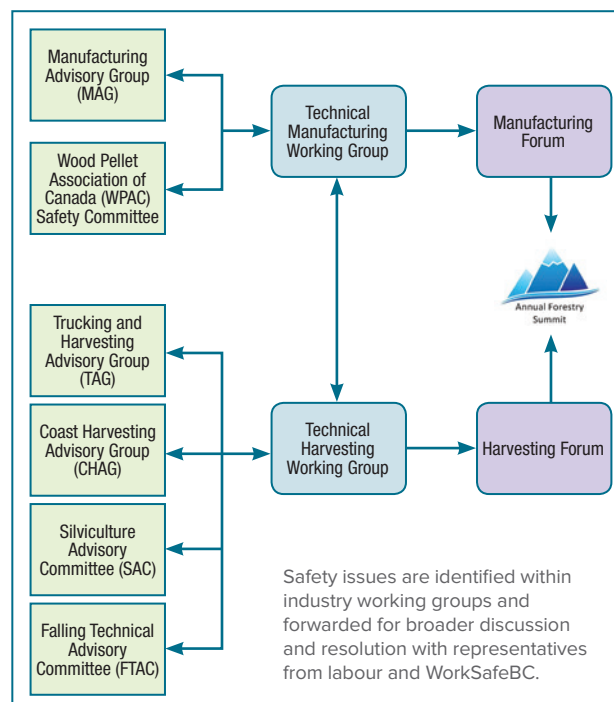 Manufacturing
Advisory Group
(MAG)
Technical
Manufacturing
Working Group
Manufacturing
Forum
Wood Pellet
Association of
Canada (WPAC)
Safety Committee
Annual Forestry
Summit
Trucking and
Harvesting
Advisory Group
(TAG)
Coast Harvesting
Advisory Group
(CHAG)
Technical
Harvesting
Working Group
Harvesting Forum
Silviculture
Advisory
Committee (SAC)
Falling Technical
Advisory
Committee (FTAC)
Safety issues are identified within
industry working groups and
forwarded for broader discussion
and resolution with representatives
from labour and WorkSafeBC.